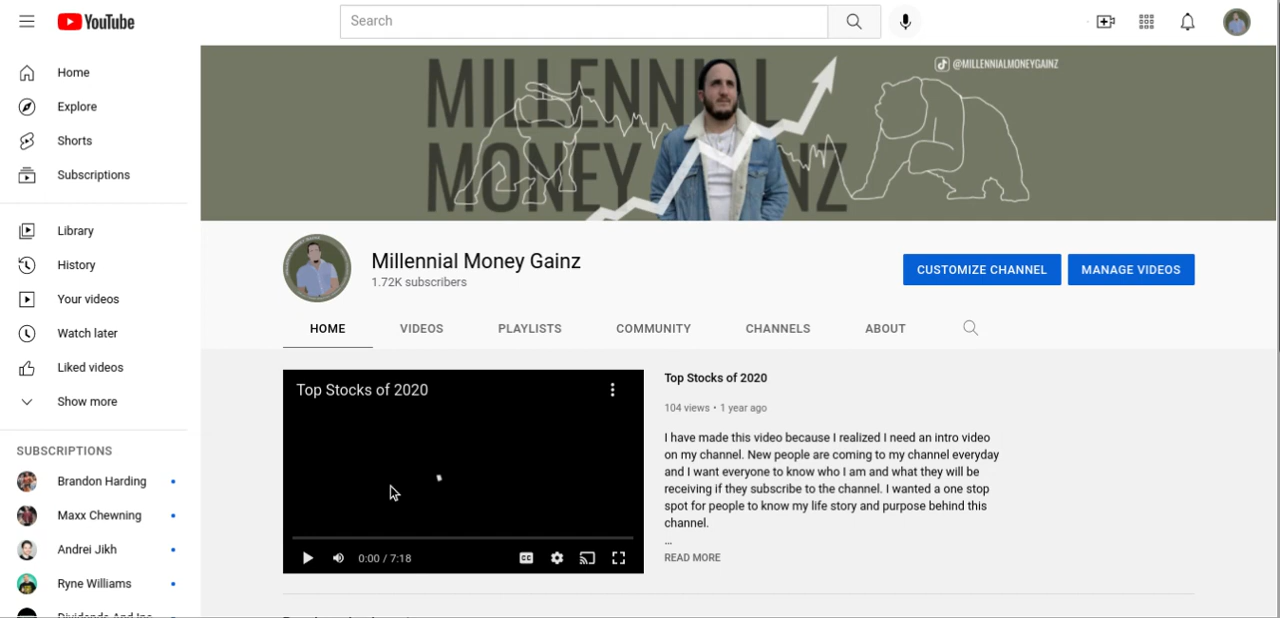 YouTube
Search
Home
Explore
Shorts
Subscriptions
Library
History
Your videos
Watch later
Liked videos
Show more
SUBSCRIPTIONS
Brandon Harding
Maxx Chewning
Andrei Jikh
Ryne Williams
MILLENNIAL
MONEY
@MILLENNIALMONEYGAINZ
Millennial Money Gainz
1.72K subscribers
CUSTOMIZE CHANNEL
MANAGE VIDEOS
HOME VIDEOS PLAYLISTS COMMUNITY CHANNELS ABOUT
Top Stocks of 2020
CC
0:00 / 7:18
Top Stocks of 2020
104 views • 1 year ago
I have made this video because I realized I need an intro video
on my channel. New people are coming to my channel everyday
and I want everyone to know who I am and what they will be
receiving if they subscribe to the channel. I wanted a one stop
spot for people to know my life story and purpose behind this
channel.
...
READ MORE